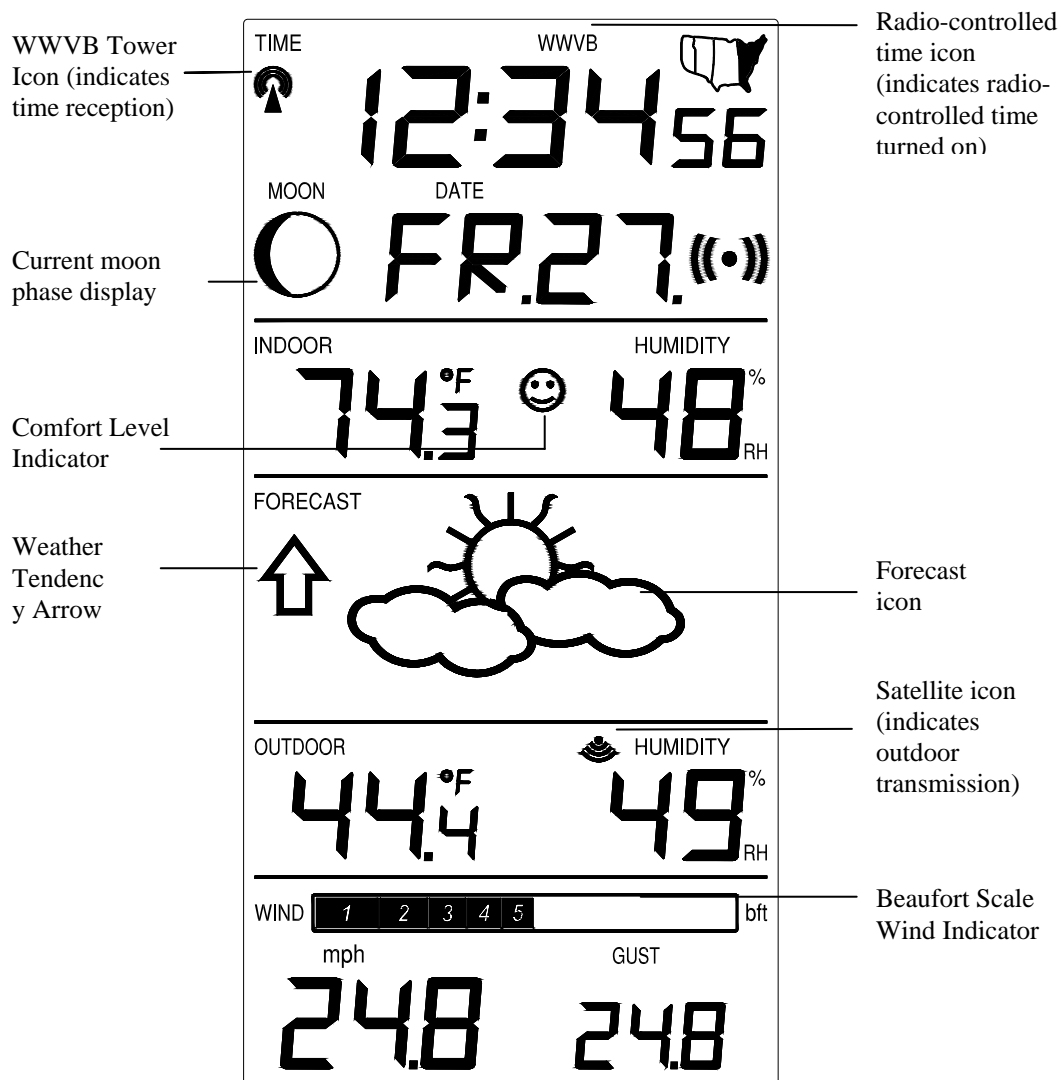 WWVB Tower
Icon (indicates
time reception)
Radio-controlled
time icon
(indicates radio-
controlled time
turned on)
TIME
WWVB
12:34 56
MOON
DATE
FR.27.
Current moon
phase display
INDOOR
HUMIDITY
74.3 °F
48 %
RH
Comfort Level
Indicator
FORECAST
Weather
Tendenc
y Arrow
Forecast
icon
Satellite icon
(indicates
outdoor
transmission)
OUTDOOR
HUMIDITY
44.4 °F
49 %
RH
WIND 1 2 3 4 5 bft
Beaufort Scale
Wind Indicator
mph
GUST
24.8
24.8